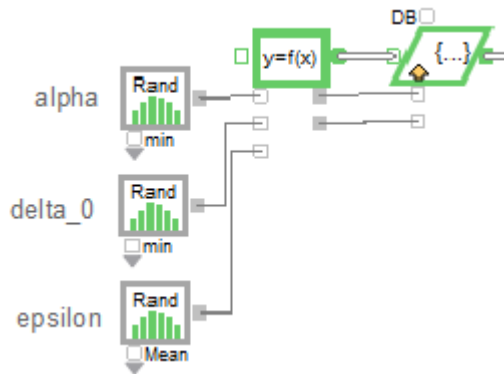 DB
y=f(x)
{...}
alpha
Rand
min
delta_0
Rand
min
epsilon
Rand
Mean